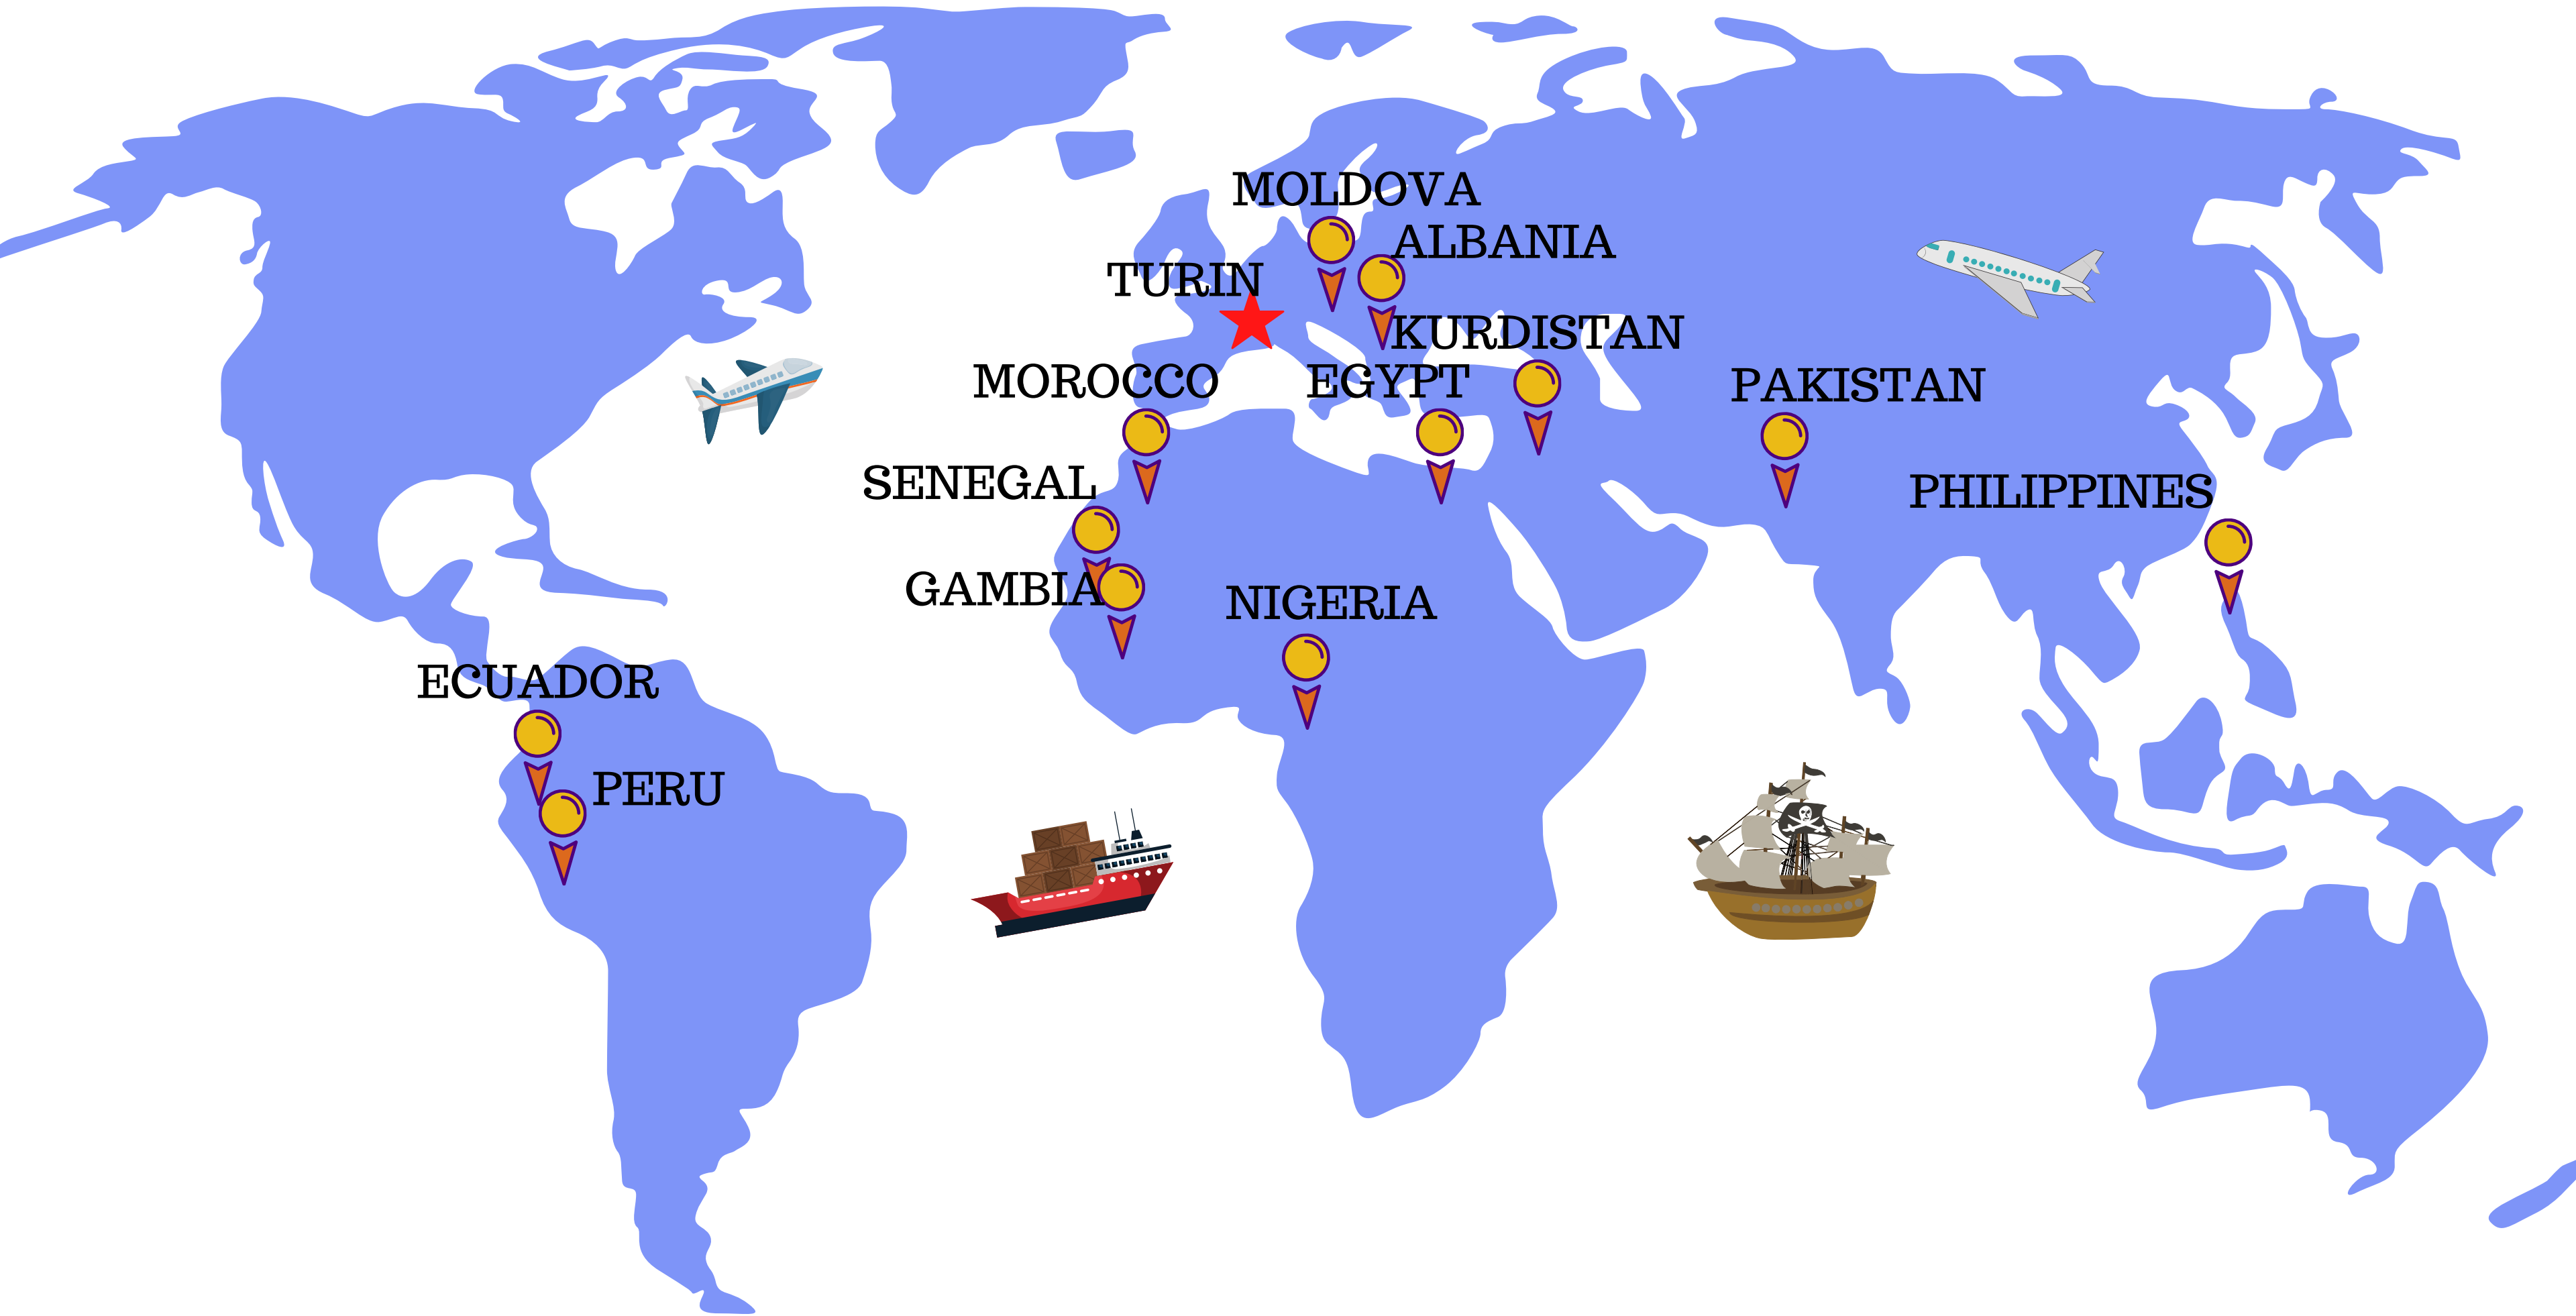 MOLDOVA
ALBANIA
TURIN
KURDISTAN
MOROCCO
EGYPT
PAKISTAN
SENEGAL
PHILIPPINES
GAMBIA
NIGERIA
ECUADOR
PERU